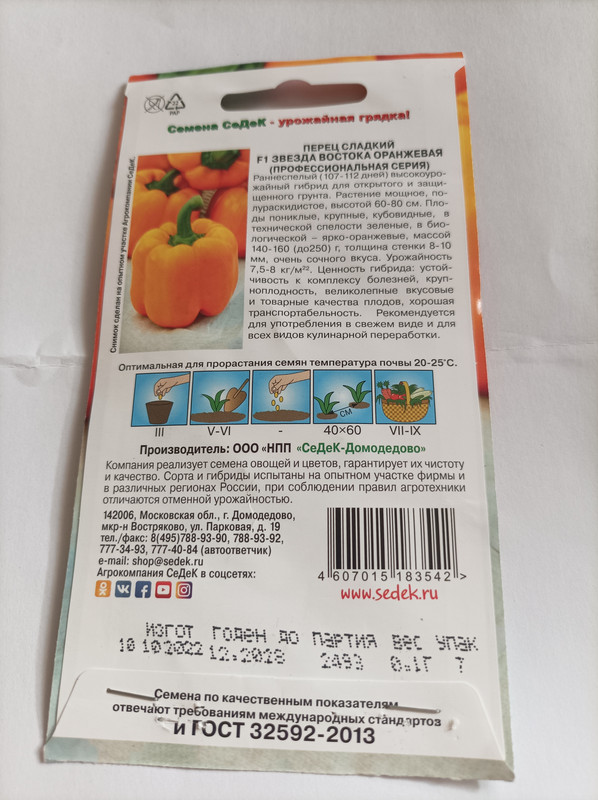 PKP
Семена СеДеК - урожайная грядка!
ПЕРЕЦ СЛАДКИЙ
F1 ЗВЕЗДА ВОСТОКА ОРАНЖЕВАЯ
(ПРОФЕССИОНАЛЬНАЯ СЕРИЯ)
Раннеспелый (107-112 дней) высокоуро-
жайный гибрид для открытого и защи-
щенного грунта. Растение мощное, по-
лураскидистое, высотой 60-80 см. Пло-
ды пониклые, крупные, кубовидные, в
технической спелости зеленые, в био-
логической – ярко-оранжевые, массой
140-160 (до250) г, толщина стенки 8-10
мм, очень сочного вкуса. Урожайность
7,5-8 кг/м²². Ценность гибрида: устой-
чивость к комплексу болезней, круп-
ноплодность, великолепные вкусовые
и товарные качества плодов, хорошая
транспортабельность. Рекомендуется
для употребления в свежем виде и для
всех видов кулинарной переработки.
Снимок сделан на опытном участке Агрокомпании СеДеК.
Оптимальная для прорастания семян температура почвы 20-25°С.
СМ
III V-VI - 40×60 VII-IX
Производитель: ООО «НПП «СеДеК-Домодедово»
Компания реализует семена овощей и цветов, гарантирует их чистоту
и качество. Сорта и гибриды испытаны на опытном участке фирмы и
в различных регионах России, при соблюдении правил агротехники
отличаются отменной урожайностью.
142006, Московская обл., г. Домодедово,
мкр-н Востряково, ул. Парковая, д. 19
тел./факс: 8(495)788-93-90, 788-93-92,
777-34-93, 777-40-84 (автоответчик)
e-mail: shop@sedek.ru
Агрокомпания СеДеК в соцсетях:
4 607015 183542 >
www.sedek.ru
ИЗГОТ ГОДЕН ДО ПАРТИЯ ВЕС УПАК
10 10 2022 12.2028 2493 0.1Г 7
Семена по качественным показателям
отвечают требованиям международных стандартов
и ГОСТ 32592-2013